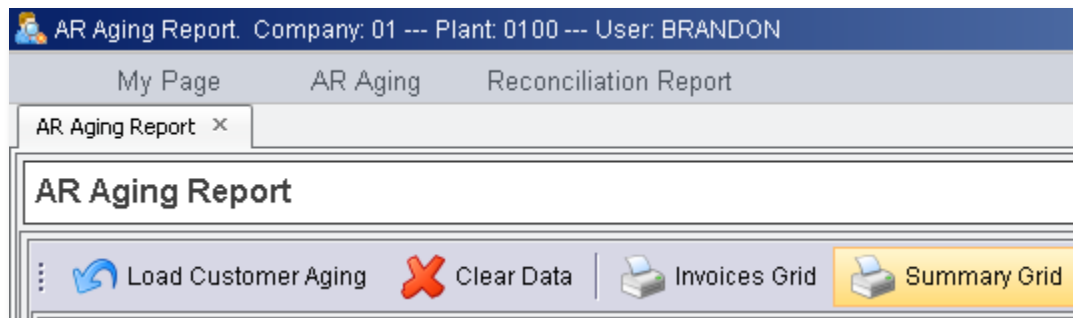 AR Aging Report. Company: 01 --- Plant: 0100 --- User: BRANDON
My Page AR Aging Reconciliation Report
AR Aging Report ×
AR Aging Report
Load Customer Aging Clear Data Invoices Grid Summary Grid